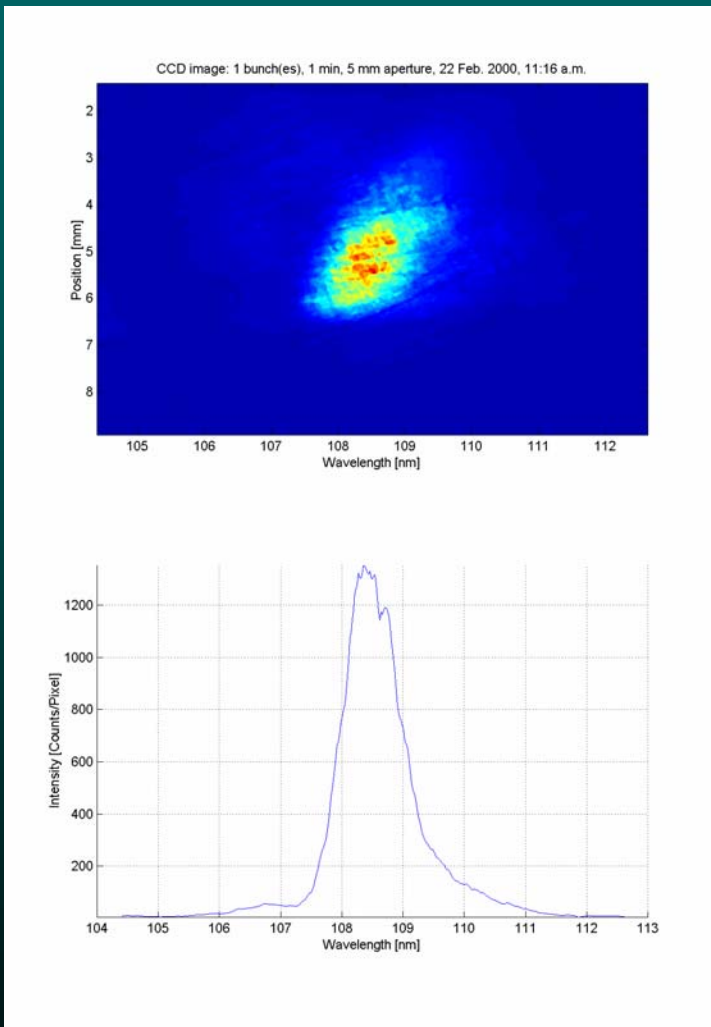 CCD image: 1 bunch(es), 1 min, 5 mm aperture, 22 Feb. 2000, 11:16 a.m.
Position [mm]
2
3
4
5
6
7
8
105 106 107 108 109 110 111 112
Wavelength [nm]
Intensity [Counts/Pixel]
1200
1000
800
600
400
200
104 105 106 107 108 109 110 111 112 113
Wavelength [nm]